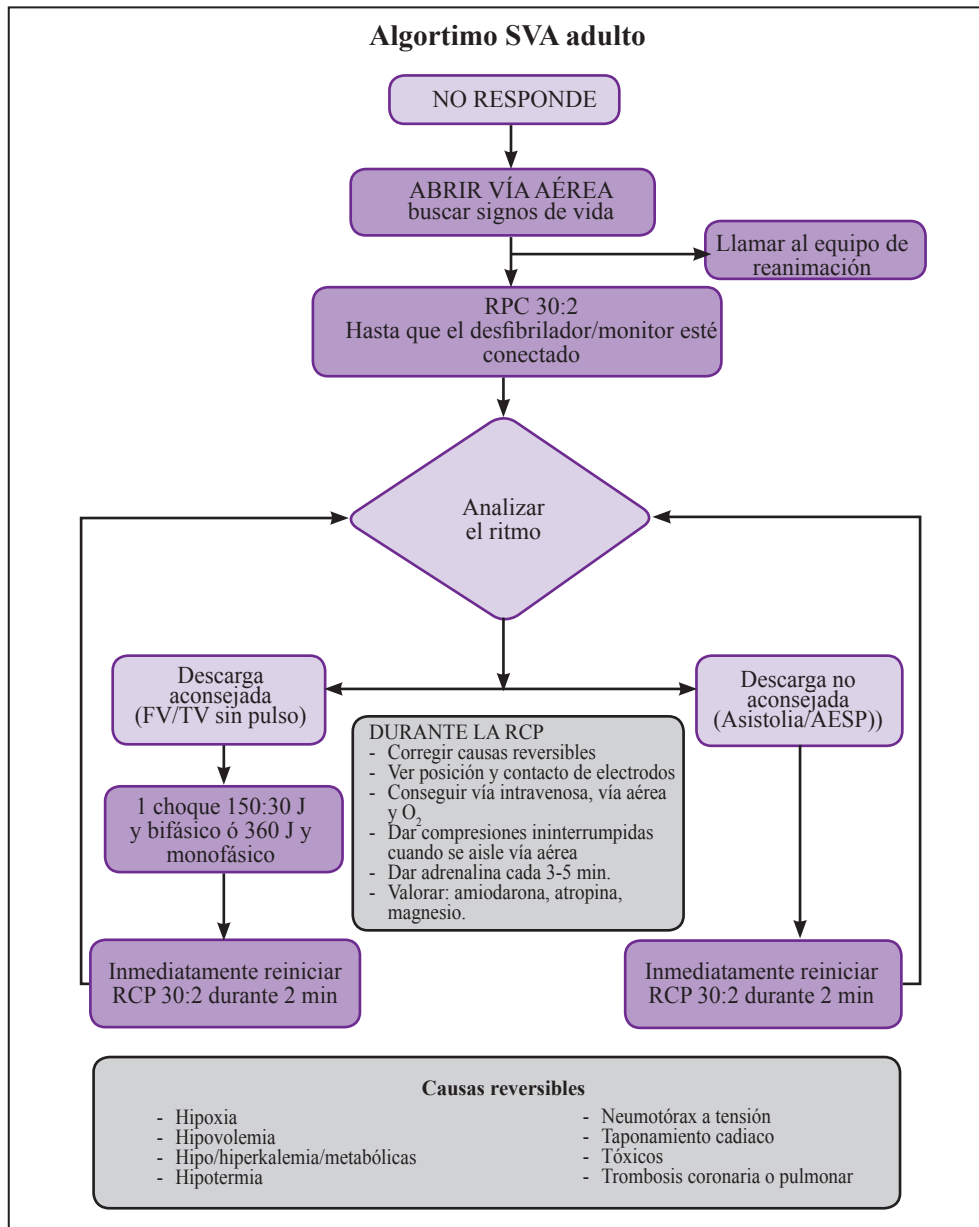 Algortimo SVA adulto
NO RESPONDE
ABRIR VÍA AÉREA
buscar signos de vida
Llamar al equipo de
reanimación
RPC 30:2
Hasta que el desfibrilador/monitor esté
conectado
Analizar
el ritmo
Descarga
aconsejada
(FV/TV sin pulso)
Descarga no
aconsejada
(Asistolia/AESP))
1 choque 150:30 J
y bifásico ó 360 J y
monofásico
DURANTE LA RCP
- Corregir causas reversibles
- Ver posición y contacto de electrodos
- Conseguir vía intravenosa, vía aérea
y O₂
- Dar compresiones ininterrumpidas
cuando se aisle vía aérea
- Dar adrenalina cada 3-5 min.
- Valorar: amiodarona, atropina,
magnesio.
Inmediatamente reiniciar
RCP 30:2 durante 2 min
Inmediatamente reiniciar
RCP 30:2 durante 2 min
Causas reversibles
- Hipoxia
- Hipovolemia
- Hipo/hiperkalemia/metabólicas
- Hipotermia
- Neumotórax a tensión
- Taponamiento cadiaco
- Tóxicos
- Trombosis coronaria o pulmonar